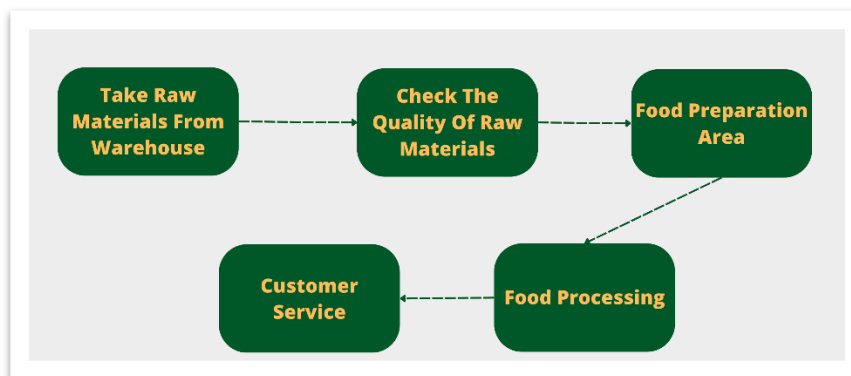 Take Raw
Materials From
Warehouse
Check The
Quality Of Raw
Materials
Food Preparation
Area
Food Processing
Customer
Service